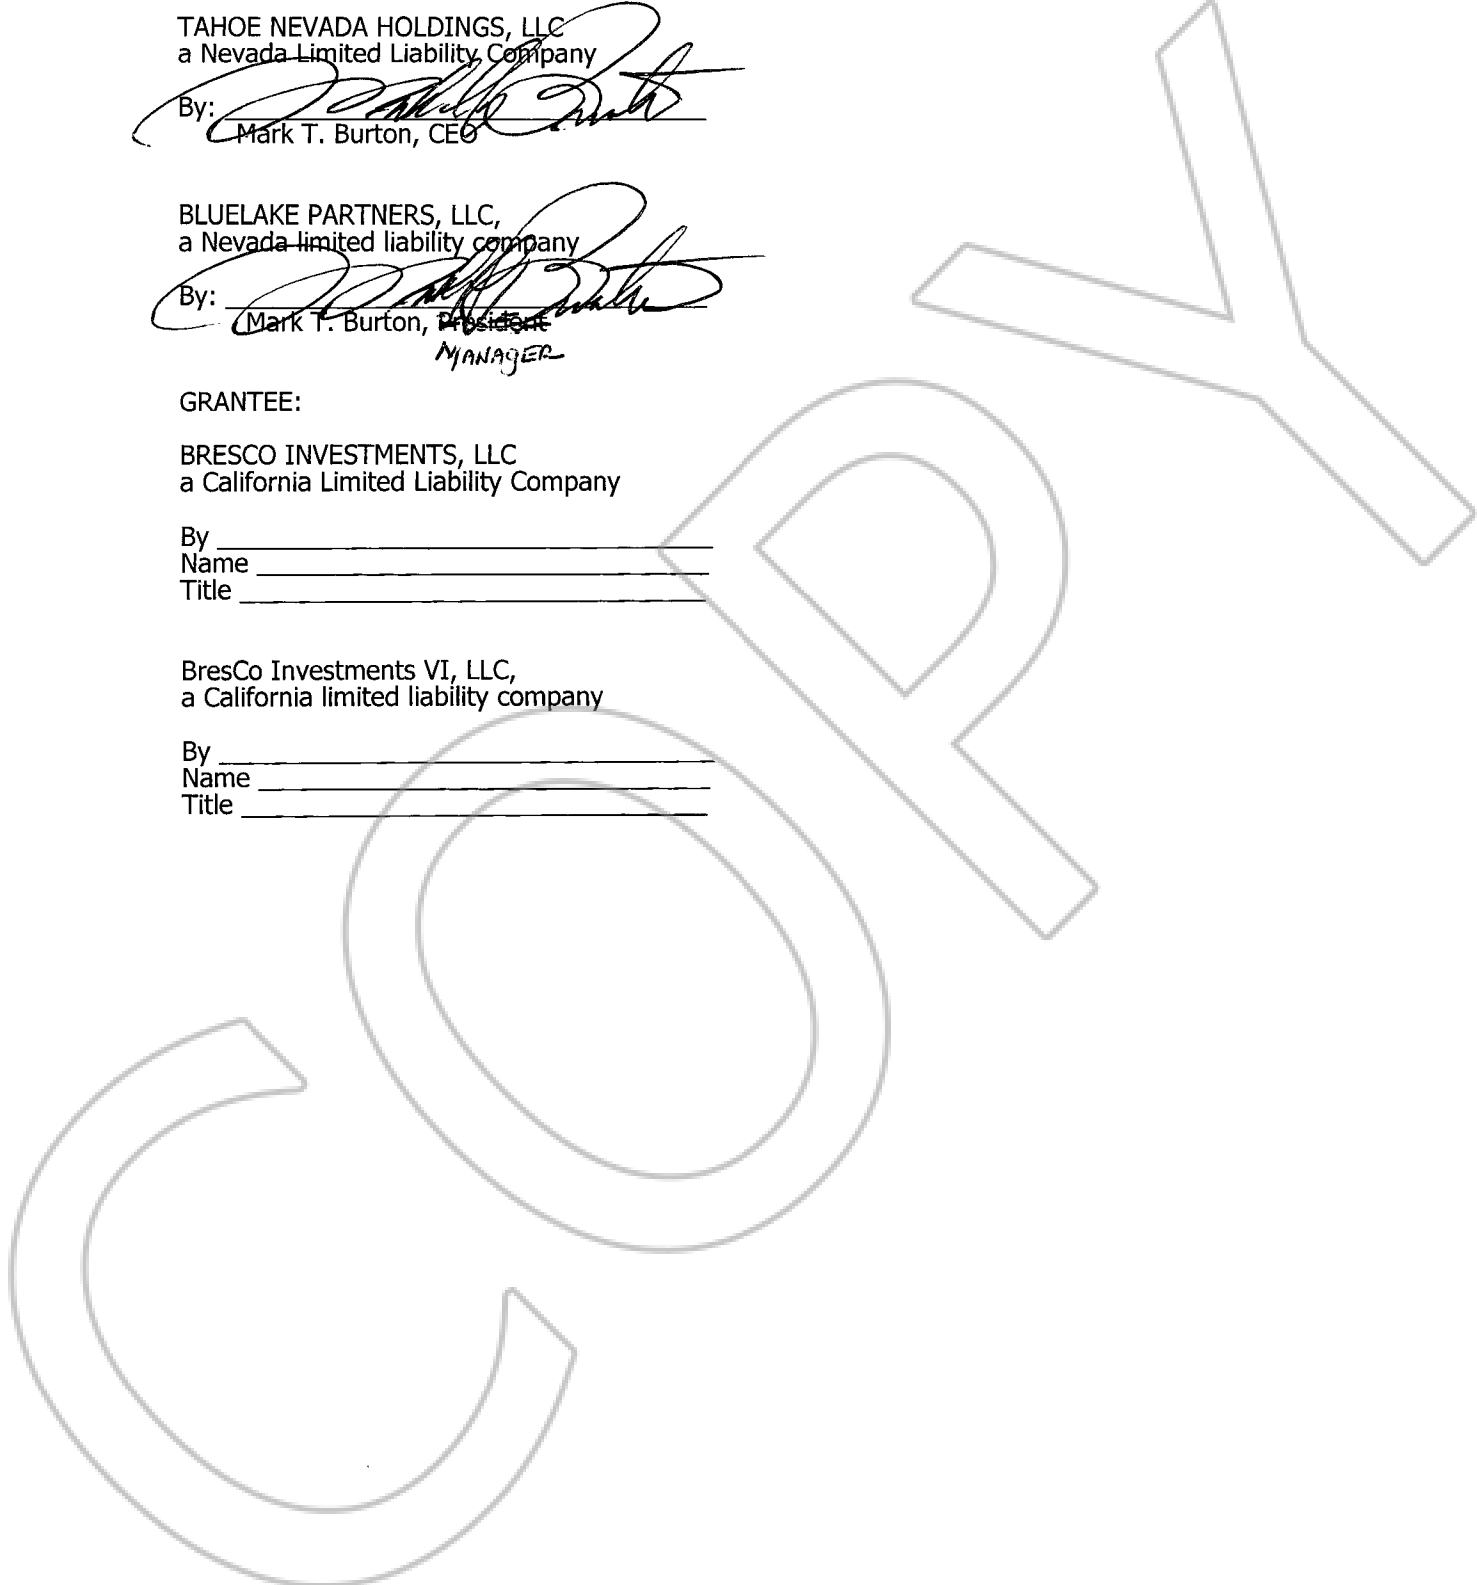 TAHOE NEVADA HOLDINGS, LLC
a Nevada Limited Liability Company
By:
Mark T. Burton, CEO
BLUELAKE PARTNERS, LLC,
a Nevada limited liability company
By:
Mark T. Burton, President
MANAGER
GRANTEE:
BRESCO INVESTMENTS, LLC
a California Limited Liability Company
By
Name
Title
BresCo Investments VI, LLC,
a California limited liability company
By
Name
Title
COPY